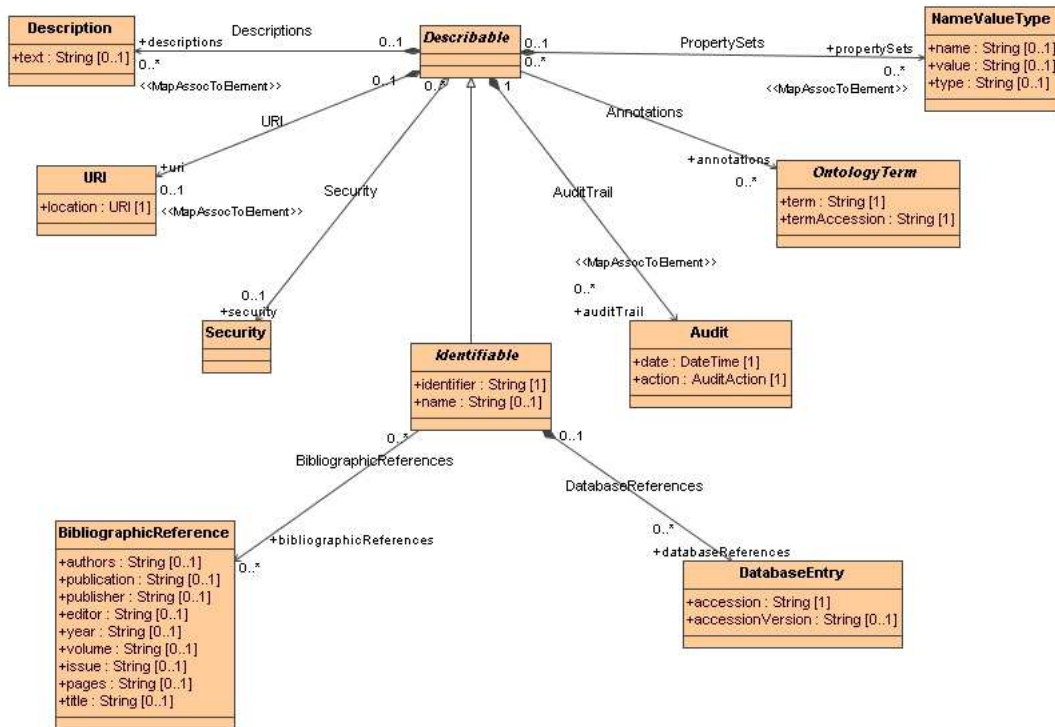 Description
+text : String [0..1]
Descriptions
+descriptions
0..*
0..1
<<MapAssocToElement>>
Describable
NameValueType
+name : String [0..1]
+value : String [0..1]
+type : String [0..1]
0..1
PropertySets
+propertySets
0..*
<<MapAssocToElement>>
0..1
URI
+uri
0..1
<<MapAssocToElement>>
URI
+location : URI [1]
0..*
Security
0..1
+security
Security
1
AuditTrail
<<MapAssocToElement>>
0..*
+auditTrail
Audit
+date : DateTime [1]
+action : AuditAction [1]
0..*
Annotations
+annotations
0..*
OntologyTerm
+term : String [1]
+termAccession : String [1]
Identifiable
+identifier : String [1]
+name : String [0..1]
0..*
BibliographicReferences
+bibliographicReferences
0..*
BibliographicReference
+authors : String [0..1]
+publication : String [0..1]
+publisher : String [0..1]
+editor : String [0..1]
+year : String [0..1]
+volume : String [0..1]
+issue : String [0..1]
+pages : String [0..1]
+title : String [0..1]
0..1
DatabaseReferences
0..*
+databaseReferences
DatabaseEntry
+accession : String [1]
+accessionVersion : String [0..1]